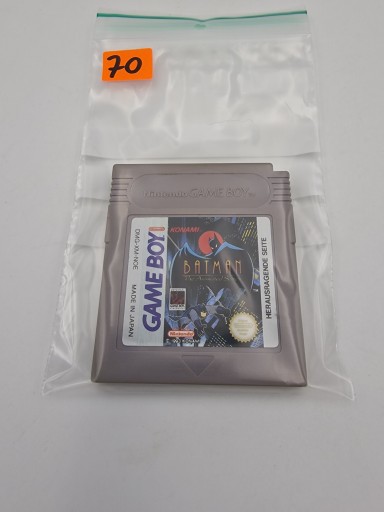 70
Nintendo GAME BOY
KONAMI
BATMAN
GAME BOY
DMG-XM-NOE
MADE IN JAPAN
HERAUSRAGENDE SEITE
Nintendo